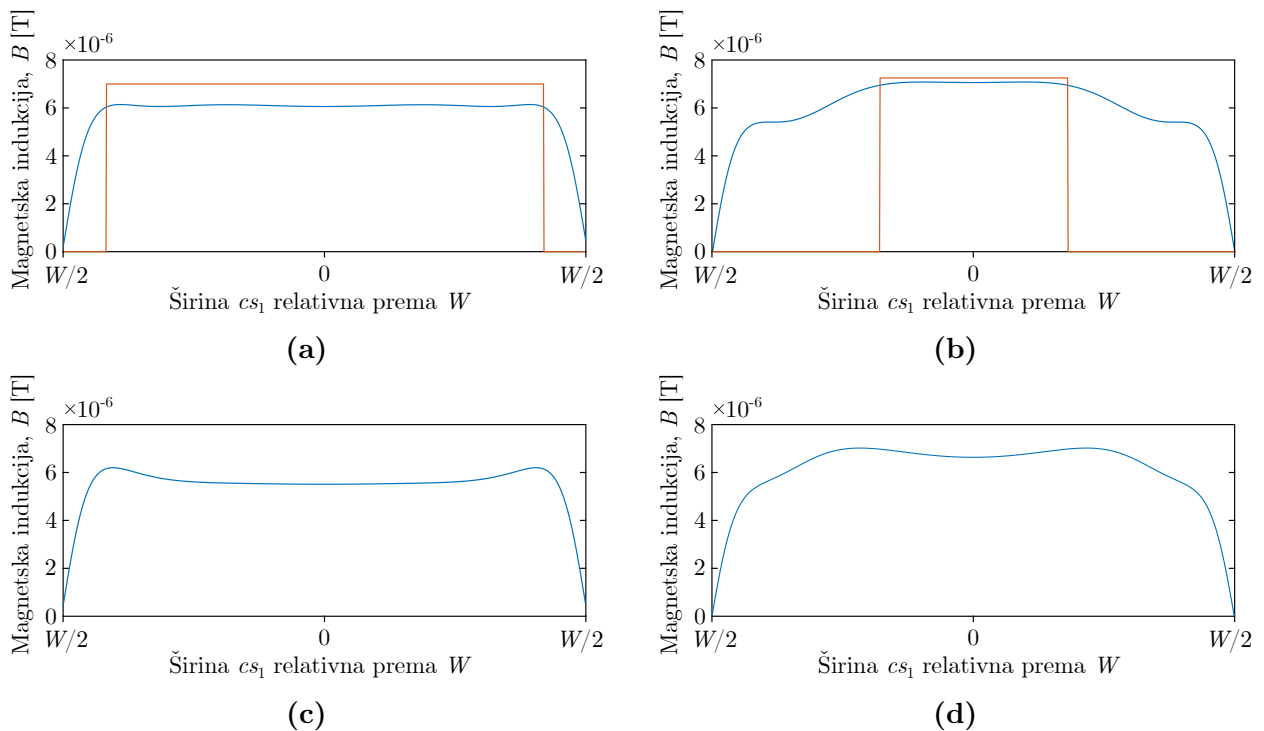 ×10⁻⁶
Magnetska indukcija, B [T]
8
6
4
2
0
W/2
0
W/2
Širina cs₁ relativna prema W
(a)
×10⁻⁶
Magnetska indukcija, B [T]
8
6
4
2
0
W/2
0
W/2
Širina cs₁ relativna prema W
(b)
×10⁻⁶
Magnetska indukcija, B [T]
8
6
4
2
0
W/2
0
W/2
Širina cs₁ relativna prema W
(c)
×10⁻⁶
Magnetska indukcija, B [T]
8
6
4
2
0
W/2
0
W/2
Širina cs₁ relativna prema W
(d)